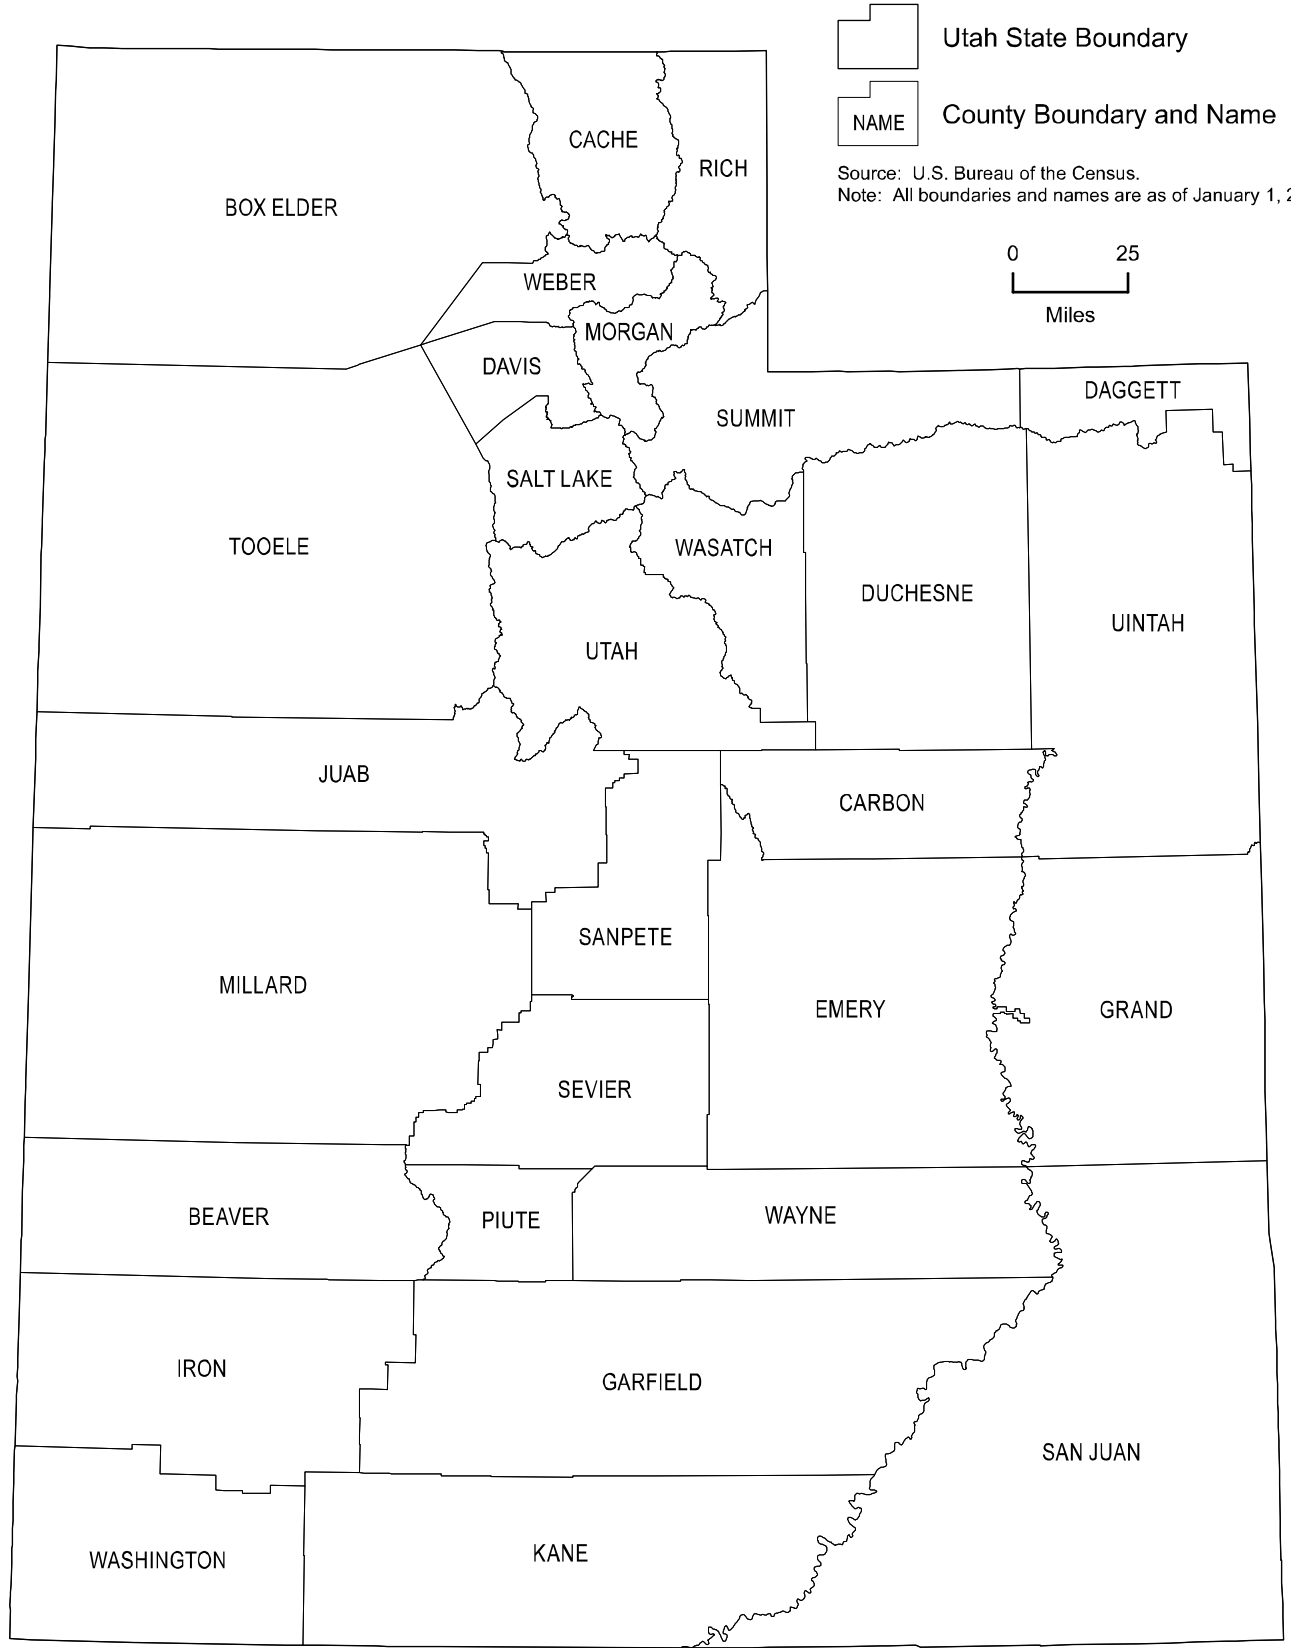 Utah State Boundary
NAME
County Boundary and Name
Source: U.S. Bureau of the Census.
Note: All boundaries and names are as of January 1, 2
0 25
Miles
CACHE
RICH
BOX ELDER
WEBER
MORGAN
DAVIS
DAGGETT
SUMMIT
SALT LAKE
TOOELE
WASATCH
DUCHESNE
UINTAH
UTAH
JUAB
CARBON
SANPETE
MILLARD
EMERY
GRAND
SEVIER
BEAVER
PIUTE
WAYNE
IRON
GARFIELD
SAN JUAN
WASHINGTON
KANE